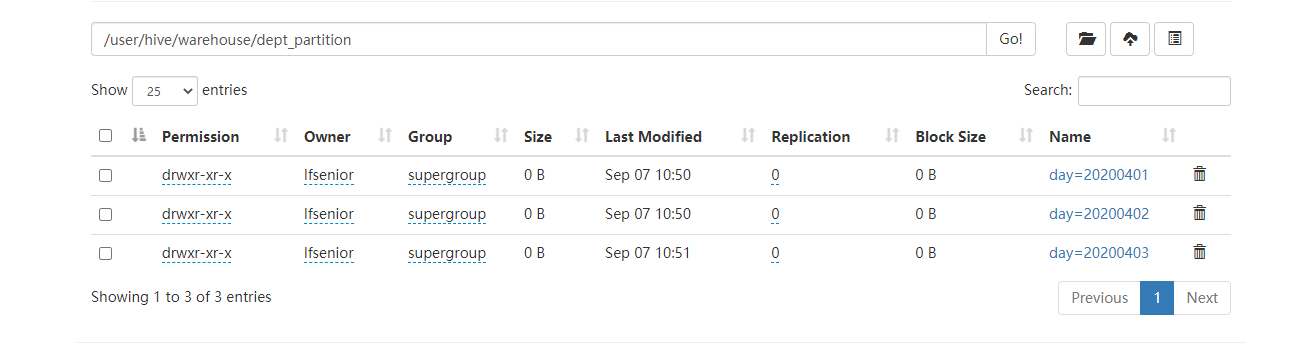 /user/hive/warehouse/dept_partition Go!
Show 25 entries Search:
Permission Owner Group Size Last Modified Replication Block Size Name
drwxr-xr-x lfsenior supergroup 0 B Sep 07 10:50 0 0 B day=20200401
drwxr-xr-x lfsenior supergroup 0 B Sep 07 10:50 0 0 B day=20200402
drwxr-xr-x lfsenior supergroup 0 B Sep 07 10:51 0 0 B day=20200403
Showing 1 to 3 of 3 entries Previous 1 Next